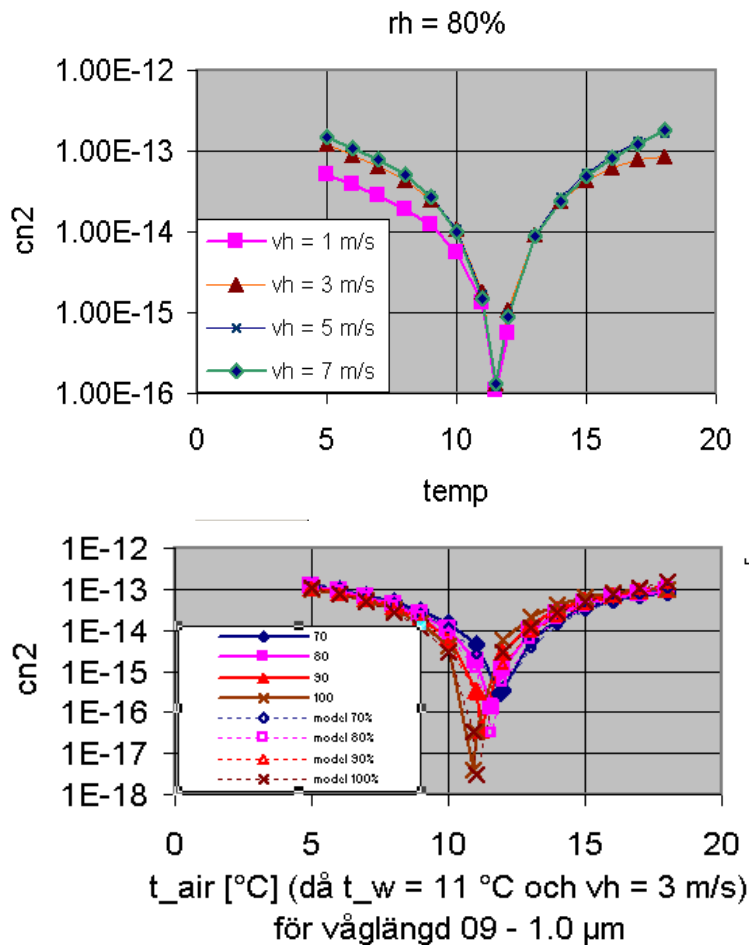 rh = 80%
1.00E-12
1.00E-13
1.00E-14
1.00E-15
1.00E-16
cn2
vh = 1 m/s
vh = 3 m/s
vh = 5 m/s
vh = 7 m/s
0 5 10 15 20
temp
1E-12
1E-13
1E-14
1E-15
1E-16
1E-17
1E-18
cn2
70
80
90
100
model 70%
model 80%
model 90%
model 100%
0 5 10 15 20
t_air [°C] (då t_w = 11 °C och vh = 3 m/s)
för våglängd 09 - 1.0 µm